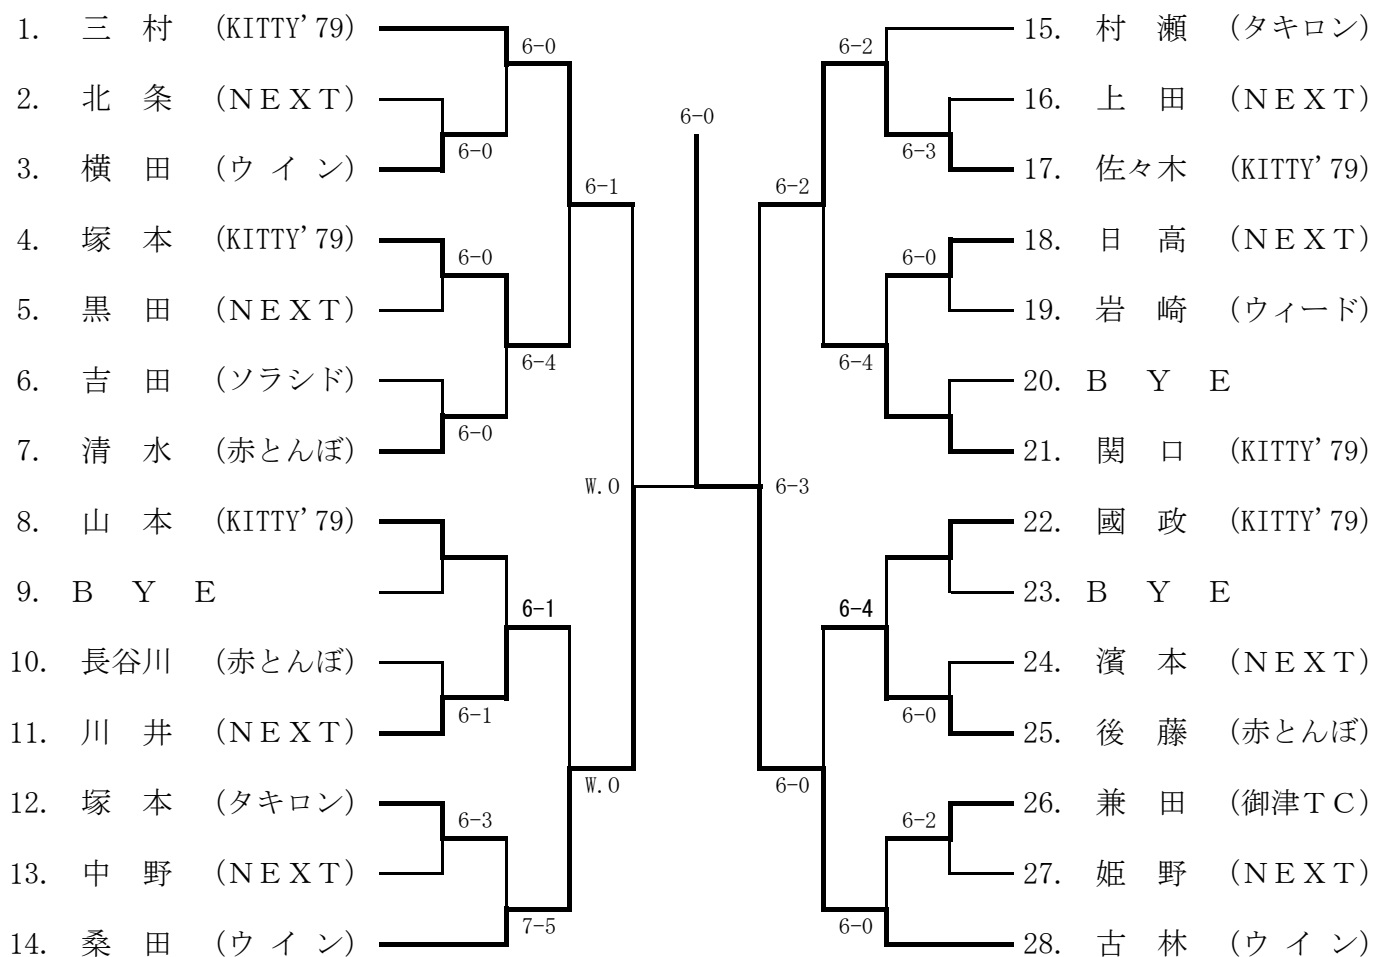 1. 三 村 (KITTY'79)
6-0
2. 北 条 (ＮＥＸＴ)
6-0
3. 横 田 (ウ イ ン)
6-1
4. 塚 本 (KITTY'79)
6-0
5. 黒 田 (ＮＥＸＴ)
6-4
6. 吉 田 (ソラシド)
6-0
7. 清 水 (赤とんぼ)
W.O
8. 山 本 (KITTY'79)
9. Ｂ Ｙ Ｅ
6-1
10. 長谷川 (赤とんぼ)
6-1
11. 川 井 (ＮＥＸＴ)
W.O
12. 塚 本 (タキロン)
6-3
13. 中 野 (ＮＥＸＴ)
7-5
14. 桑 田 (ウ イ ン)
6-0
15. 村 瀬 (タキロン)
6-2
16. 上 田 (ＮＥＸＴ)
6-3
17. 佐々木 (KITTY'79)
6-2
18. 日 高 (ＮＥＸＴ)
6-0
19. 岩 崎 (ウィード)
6-4
20. Ｂ Ｙ Ｅ
21. 関 口 (KITTY'79)
6-3
22. 國 政 (KITTY'79)
23. Ｂ Ｙ Ｅ
6-4
24. 濱 本 (ＮＥＸＴ)
6-0
25. 後 藤 (赤とんぼ)
6-0
26. 兼 田 (御津ＴＣ)
6-2
27. 姫 野 (ＮＥＸＴ)
6-0
28. 古 林 (ウ イ ン)